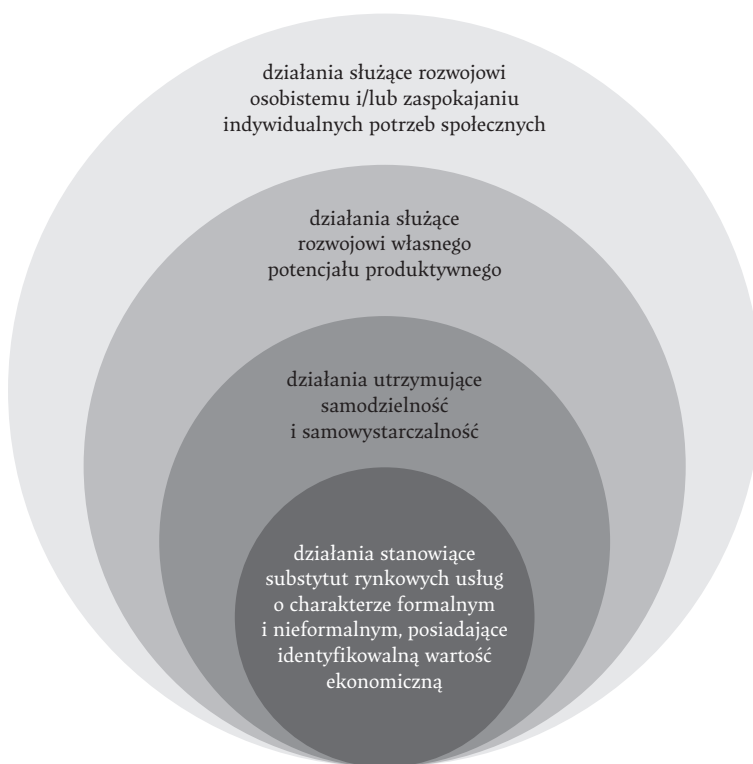 działania służące rozwojowi
osobistemu i/lub zaspokajaniu
indywidualnych potrzeb społecznych
działania służące
rozwojowi własnego
potencjału produktywnego
działania utrzymujące
samodzielność
i samowystarczalność
działania stanowiące
substytut rynkowych usług
o charakterze formalnym
i nieformalnym, posiadające
identyfikowalną wartość
ekonomiczną